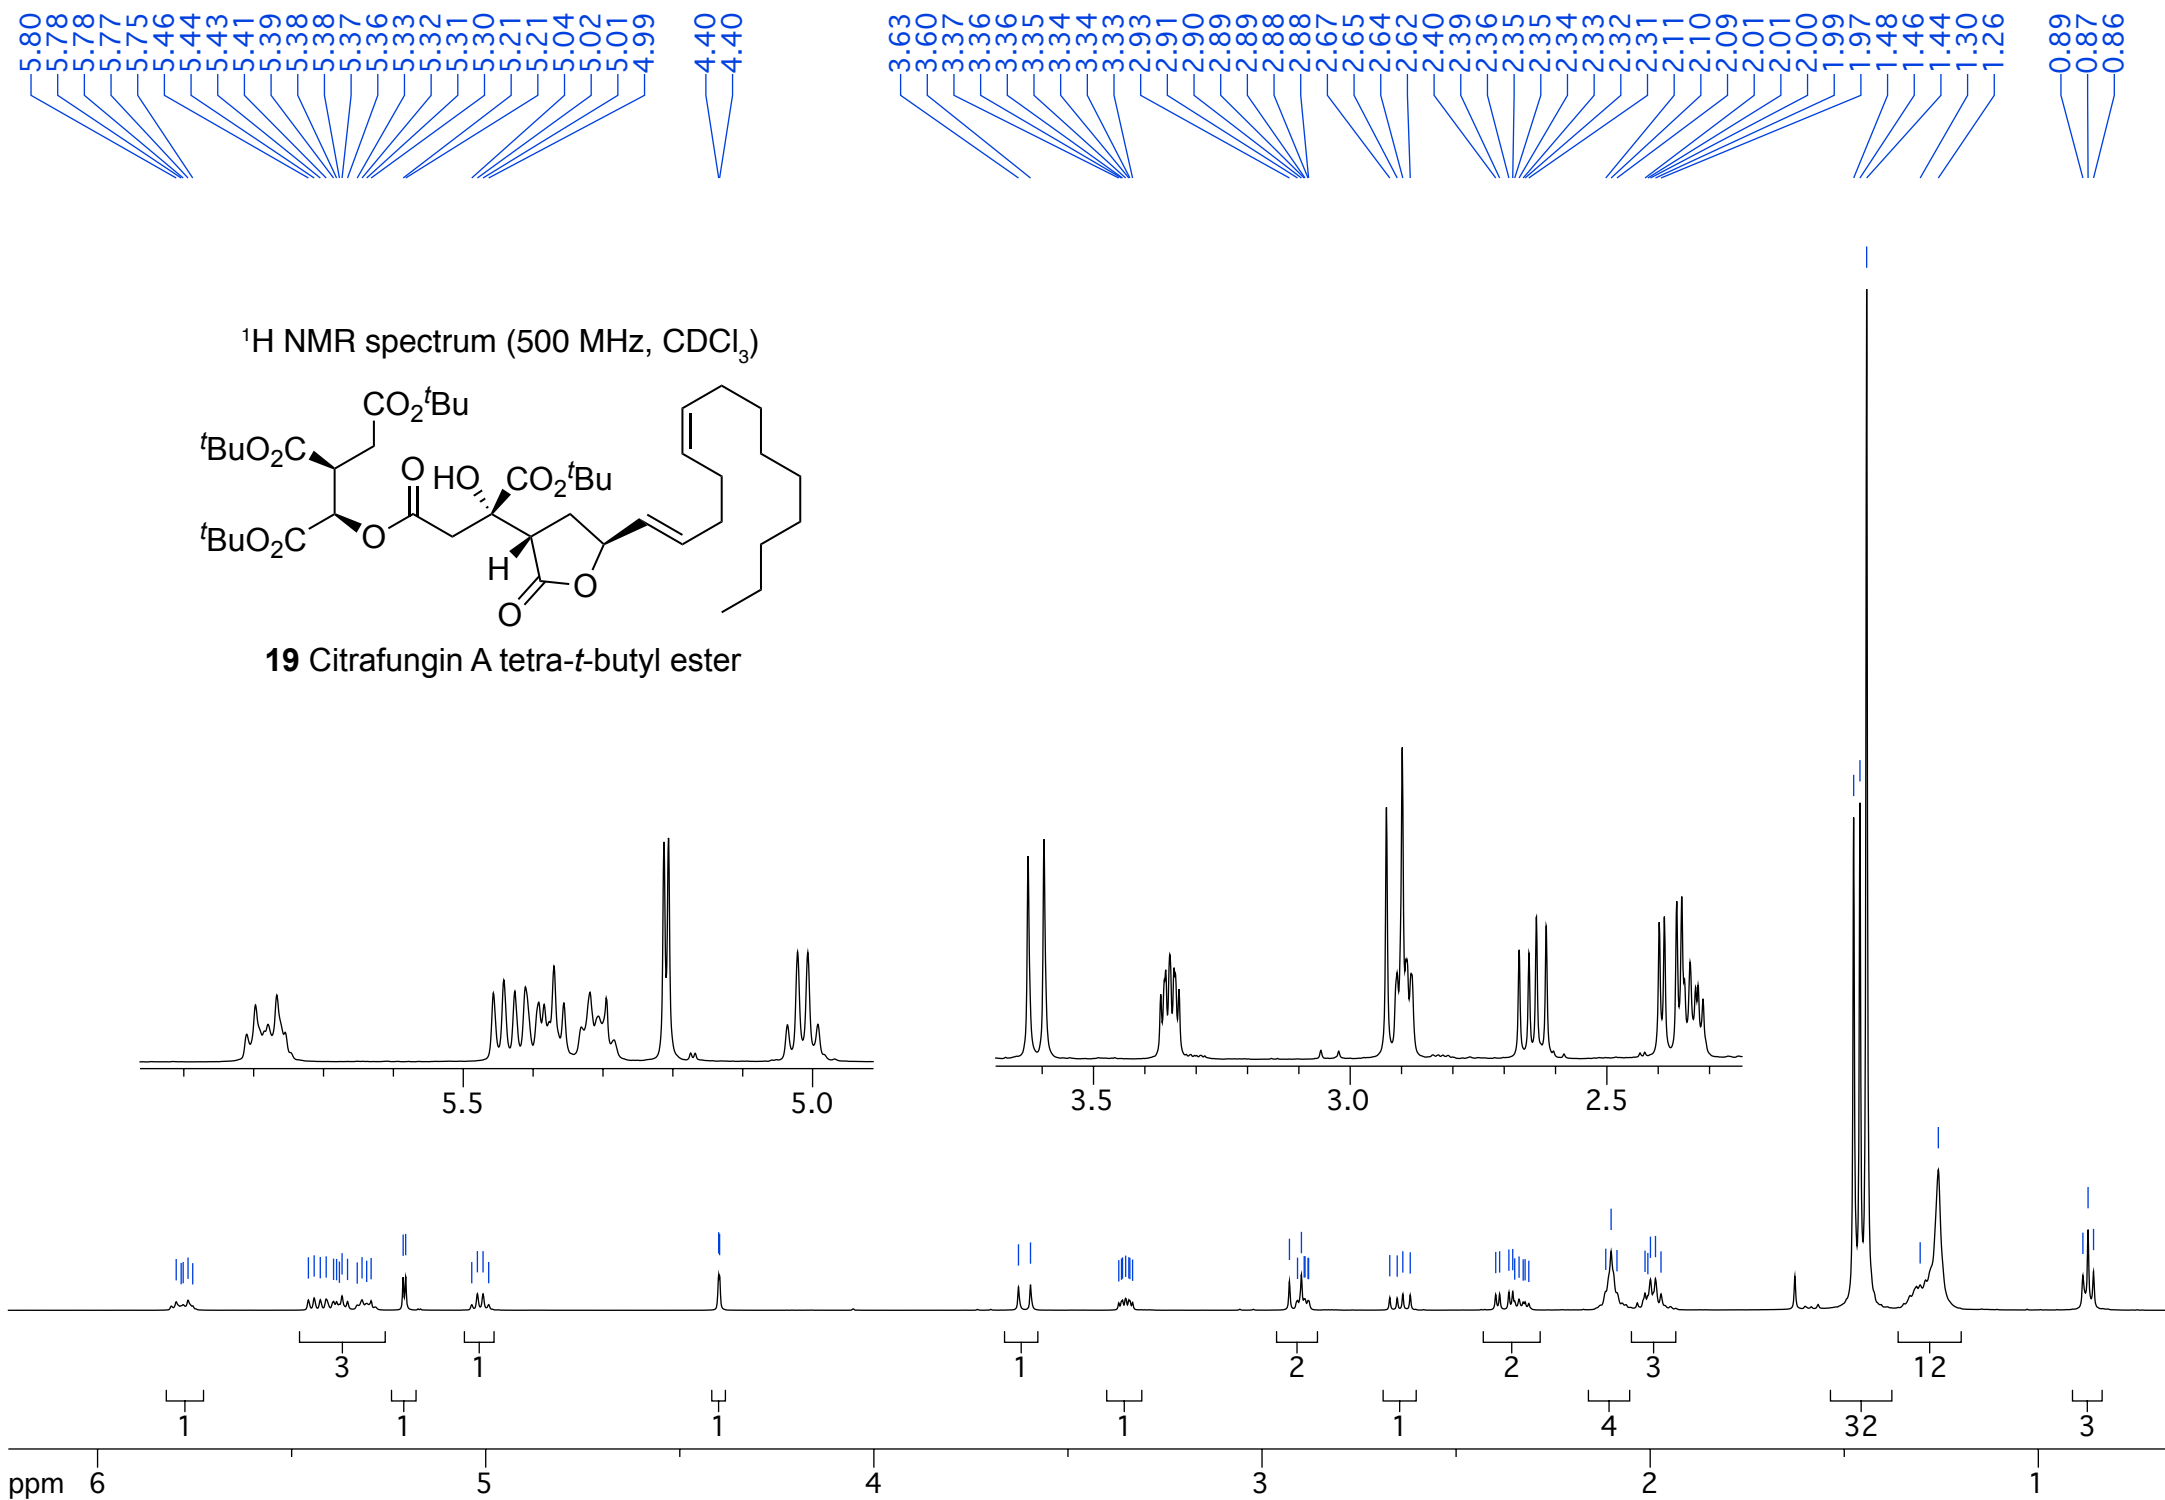 5.80 5.78 5.78 5.77 5.75 5.46 5.44 5.43 5.41 5.39 5.38 5.38 5.37 5.36 5.33 5.32 5.31 5.30 5.21 5.21 5.04 5.02 5.01 4.99 4.40 4.40 3.63 3.60 3.37 3.36 3.36 3.35 3.34 3.34 3.33 2.93 2.91 2.90 2.89 2.89 2.88 2.88 2.67 2.65 2.64 2.62 2.40 2.39 2.36 2.35 2.35 2.34 2.33 2.32 2.31 2.11 2.10 2.09 2.01 2.01 2.00 1.99 1.97 1.48 1.46 1.44 1.30 1.26 0.89 0.87 0.86
¹H NMR spectrum (500 MHz, CDCl₃)
CO₂ᵗBu
ᵗBuO₂C
O HO CO₂ᵗBu
ᵗBuO₂C O
H O
O
19 Citrafungin A tetra-t-butyl ester
5.5 5.0 3.5 3.0 2.5
3 1 1 2 2 3 12
1 1 1 1 1 4 32 3
ppm 6 5 4 3 2 1